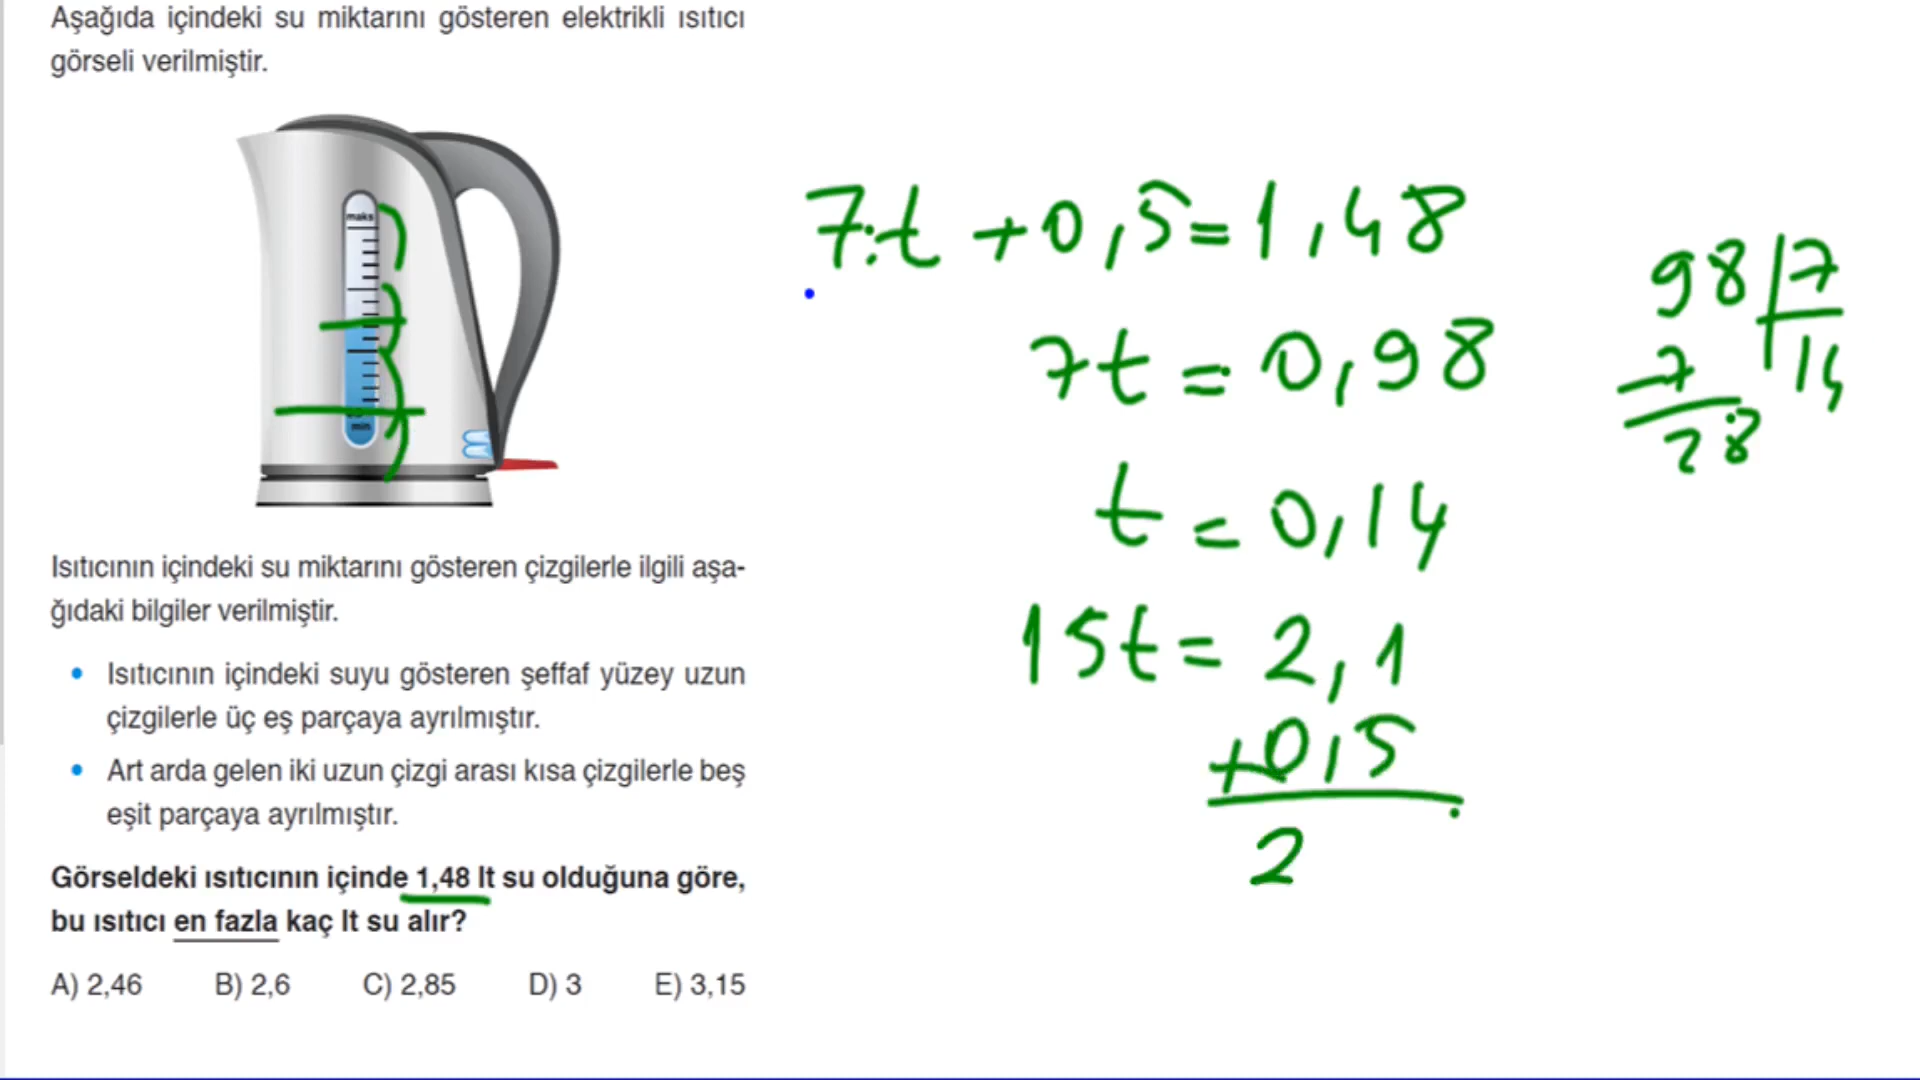 Aşağıda içindeki su miktarını gösteren elektrikli ısıtıcı
görseli verilmiştir.
maks
min
7.t + 0,5 = 1,48
7t = 0,98
t = 0,14
15t = 2,1
+0,5
2
98 7
-7 14
28
Isıtıcının içindeki su miktarını gösteren çizgilerle ilgili aşa-
ğıdaki bilgiler verilmiştir.
• Isıtıcının içindeki suyu gösteren şeffaf yüzey uzun
çizgilerle üç eş parçaya ayrılmıştır.
• Art arda gelen iki uzun çizgi arası kısa çizgilerle beş
eşit parçaya ayrılmıştır.
Görseldeki ısıtıcının içinde 1,48 lt su olduğuna göre,
bu ısıtıcı en fazla kaç lt su alır?
A) 2,46 B) 2,6 C) 2,85 D) 3 E) 3,15